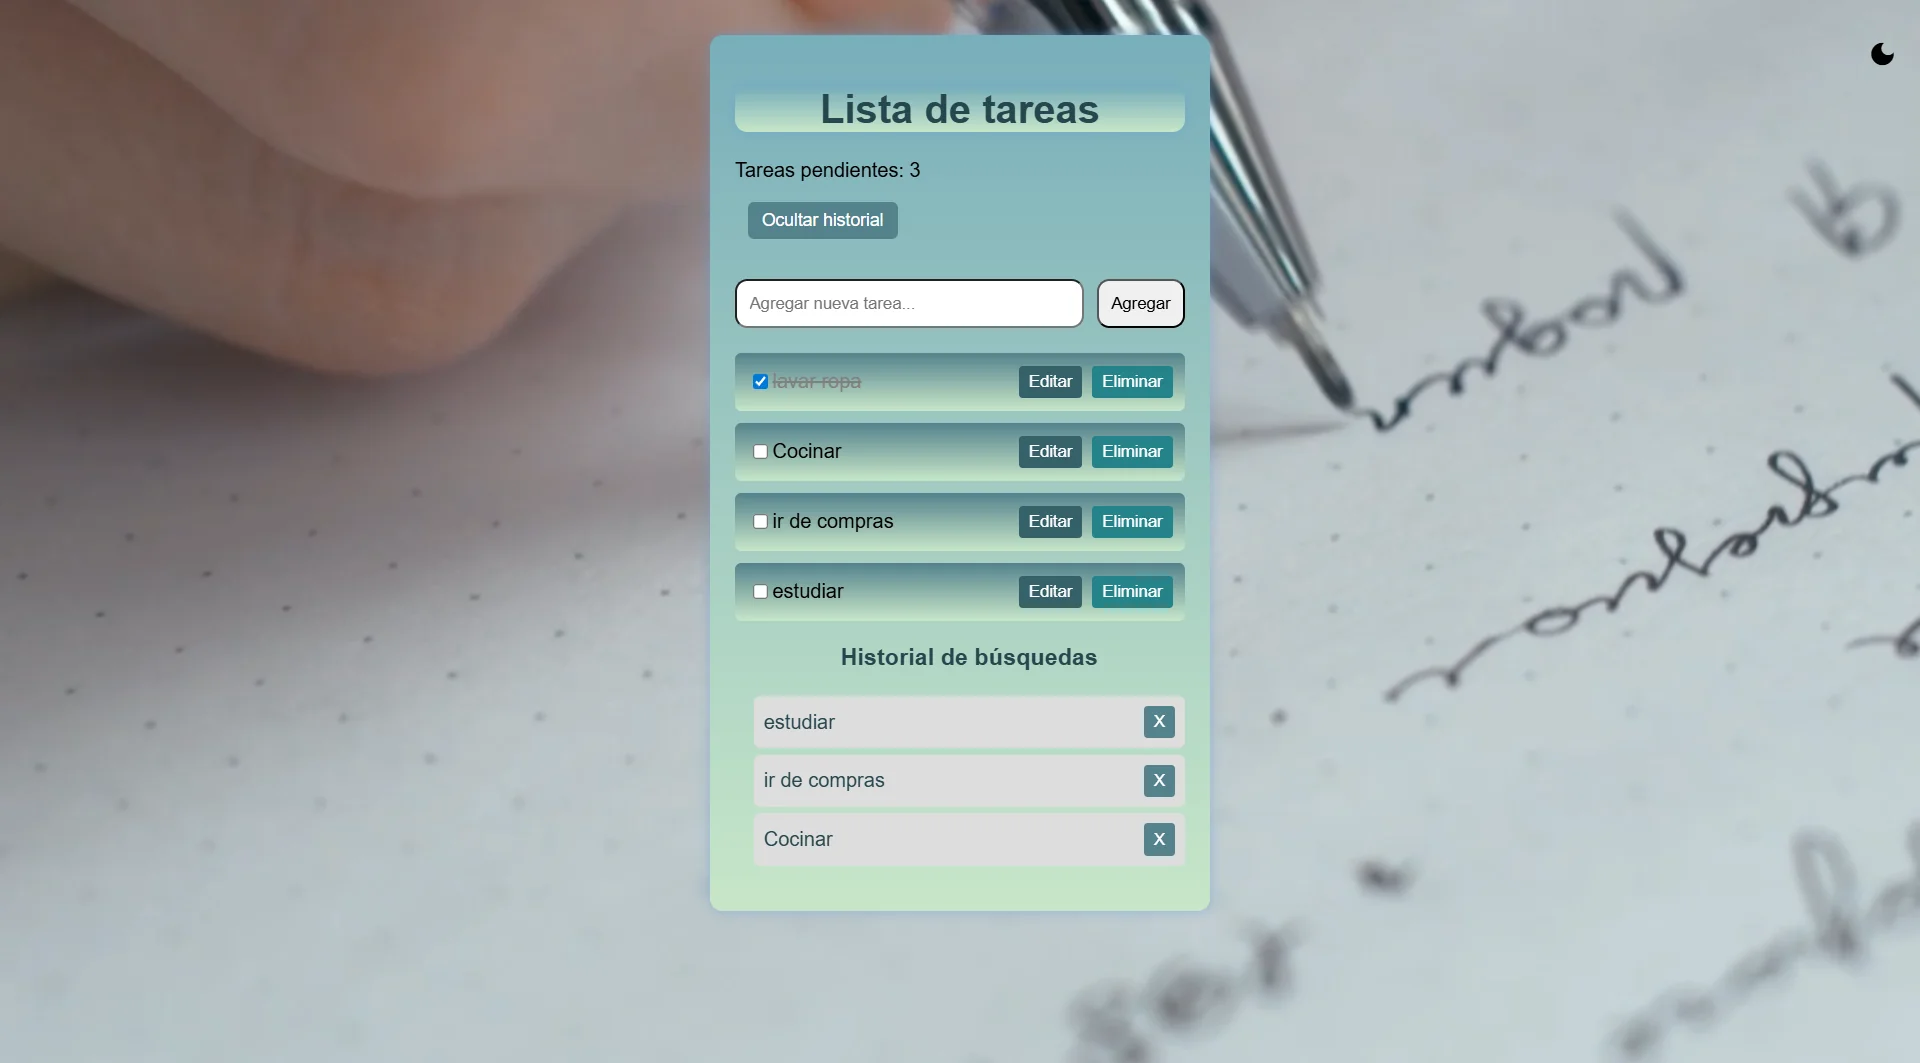 Lista de tareas
Tareas pendientes: 3
Ocultar historial
Agregar nueva tarea... Agregar
lavar ropa Editar Eliminar
Cocinar Editar Eliminar
ir de compras Editar Eliminar
estudiar Editar Eliminar
Historial de búsquedas
estudiar X
ir de compras X
Cocinar X